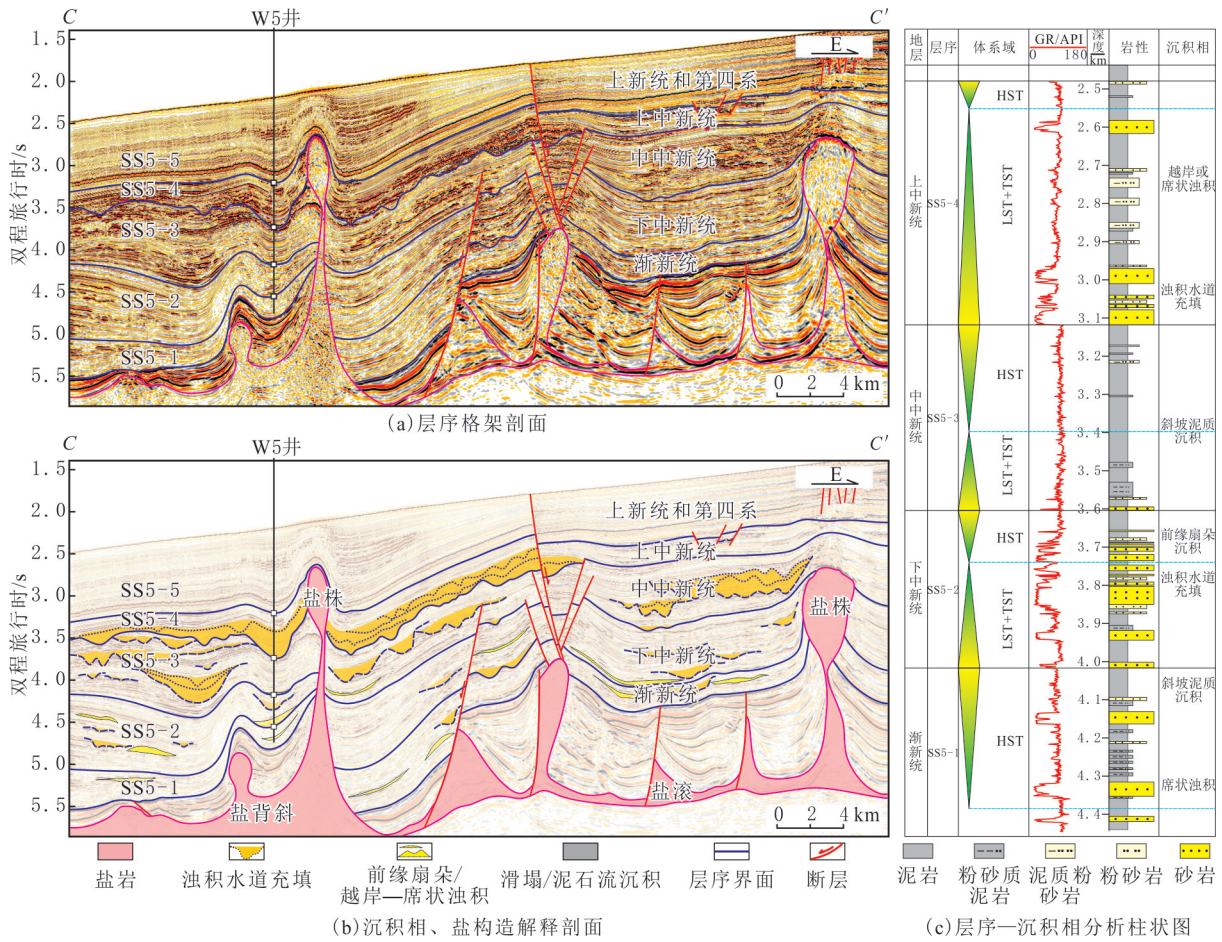 C
W5井
C′
1.5
2.0
2.5
3.0
3.5
4.0
4.5
5.0
5.5
双程旅行时/s
E
上新统和第四系
上中新统
中中新统
下中新统
渐新统
SS5-5
SS5-4
SS5-3
SS5-2
SS5-1
0 2 4 km
(a)层序格架剖面
C
W5井
C′
1.5
2.0
2.5
3.0
3.5
4.0
4.5
5.0
5.5
双程旅行时/s
E
上新统和第四系
上中新统
中中新统
下中新统
渐新统
SS5-5
SS5-4
SS5-3
SS5-2
SS5-1
盐株
盐株
盐背斜
盐滚
0 2 4 km
盐岩
浊积水道充填
前缘扇朵/
越岸—席状浊积
滑塌/泥石流沉积
层序界面
断层
(b)沉积相、盐构造解释剖面
地层
层序
体系域
GR/API
0 180
深度
km
岩性
沉积相
上中新统
中中新统
下中新统
渐新统
SS5-4
SS5-3
SS5-2
SS5-1
HST
LST+TST
HST
LST+TST
HST
LST+TST
HST
2.5
2.6
2.7
2.8
2.9
3.0
3.1
3.2
3.3
3.4
3.5
3.6
3.7
3.8
3.9
4.0
4.1
4.2
4.3
4.4
越岸或
席状浊积
浊积水道
充填
斜坡泥质
沉积
前缘扇朵
沉积
浊积水道
充填
斜坡泥质
沉积
席状浊积
泥岩
粉砂质
泥岩
泥质粉
砂岩
粉砂岩
砂岩
(c)层序—沉积相分析柱状图